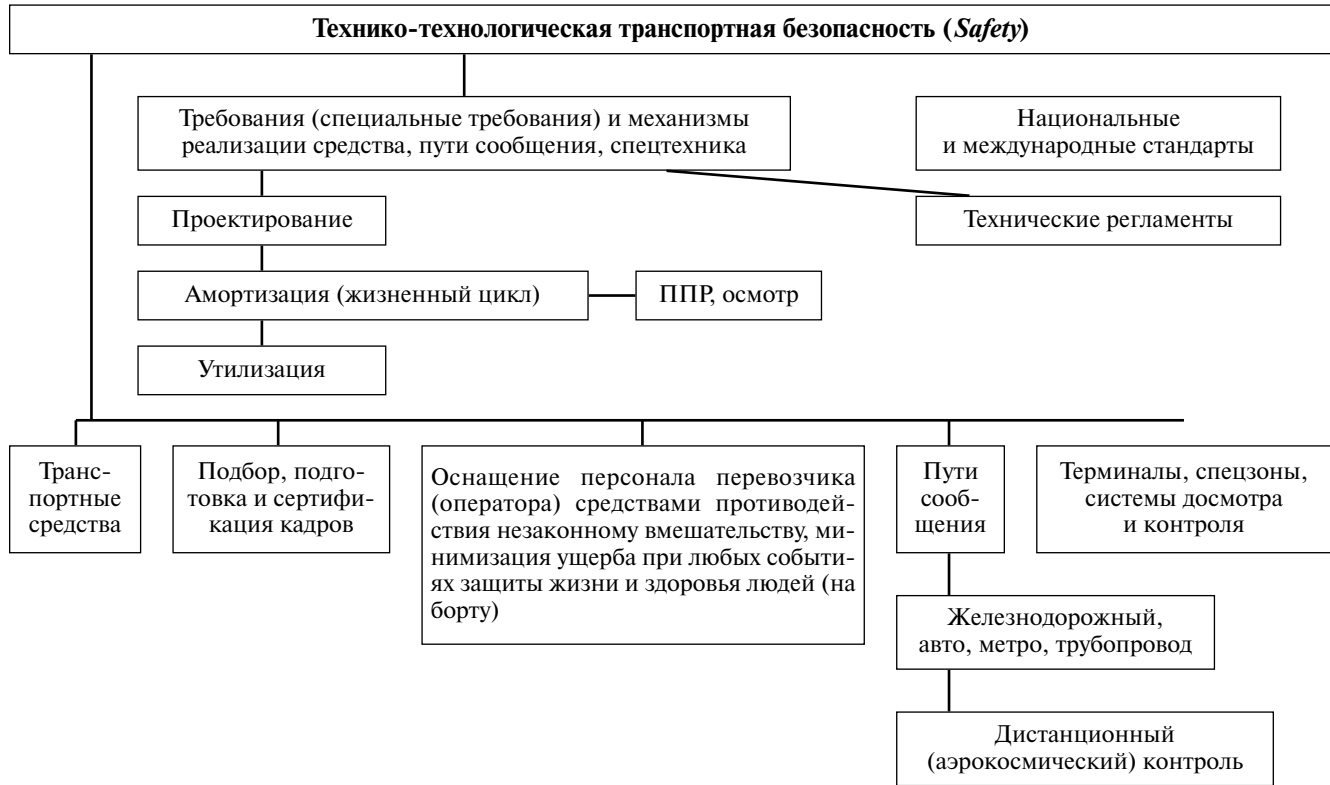 Технико-технологическая транспортная безопасность (Safety)
Требования (специальные требования) и механизмы
реализации средства, пути сообщения, спецтехника
Национальные
и международные стандарты
Проектирование
Технические регламенты
Амортизация (жизненный цикл)
ППР, осмотр
Утилизация
Транс-
портные
средства
Подбор, подго-
товка и сертифи-
кация кадров
Оснащение персонала перевозчика
(оператора) средствами противодей-
ствия незаконному вмешательству, ми-
нимизация ущерба при любых событи-
ях защиты жизни и здоровья людей (на
борту)
Пути
сооб-
щения
Терминалы, спецзоны,
системы досмотра
и контроля
Железнодорожный,
авто, метро, трубопровод
Дистанционный
(аэрокосмический) контроль